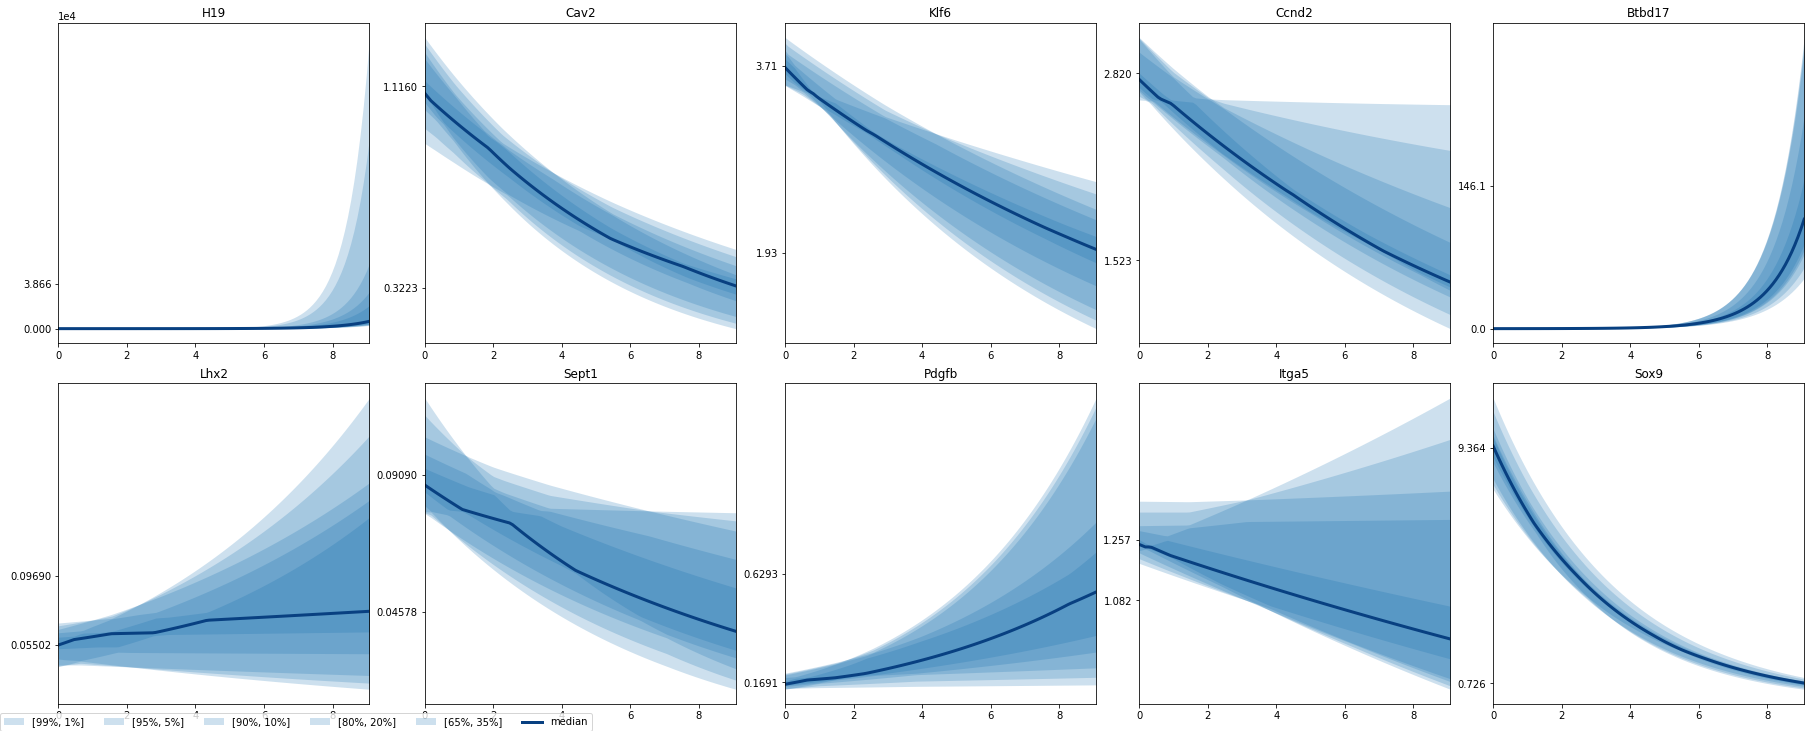 H19 Cav2 Klf6 Ccnd2 Btbd17
1e4
3.866
0.000
0 2 4 6 8
1.1160
0.3223
0 2 4 6 8
3.71
1.93
0 2 4 6 8
2.820
1.523
0 2 4 6 8
146.1
0.0
0 2 4 6 8
Lhx2 Sept1 Pdgfb Itga5 Sox9
0.09690
0.05502
0 2 4 6 8
0.09090
0.04578
0 2 4 6 8
0.6293
0.1691
0 2 4 6 8
1.257
1.082
0 2 4 6 8
9.364
0.726
0 2 4 6 8
[99%, 1%] [95%, 5%] [90%, 10%] [80%, 20%] [65%, 35%] median